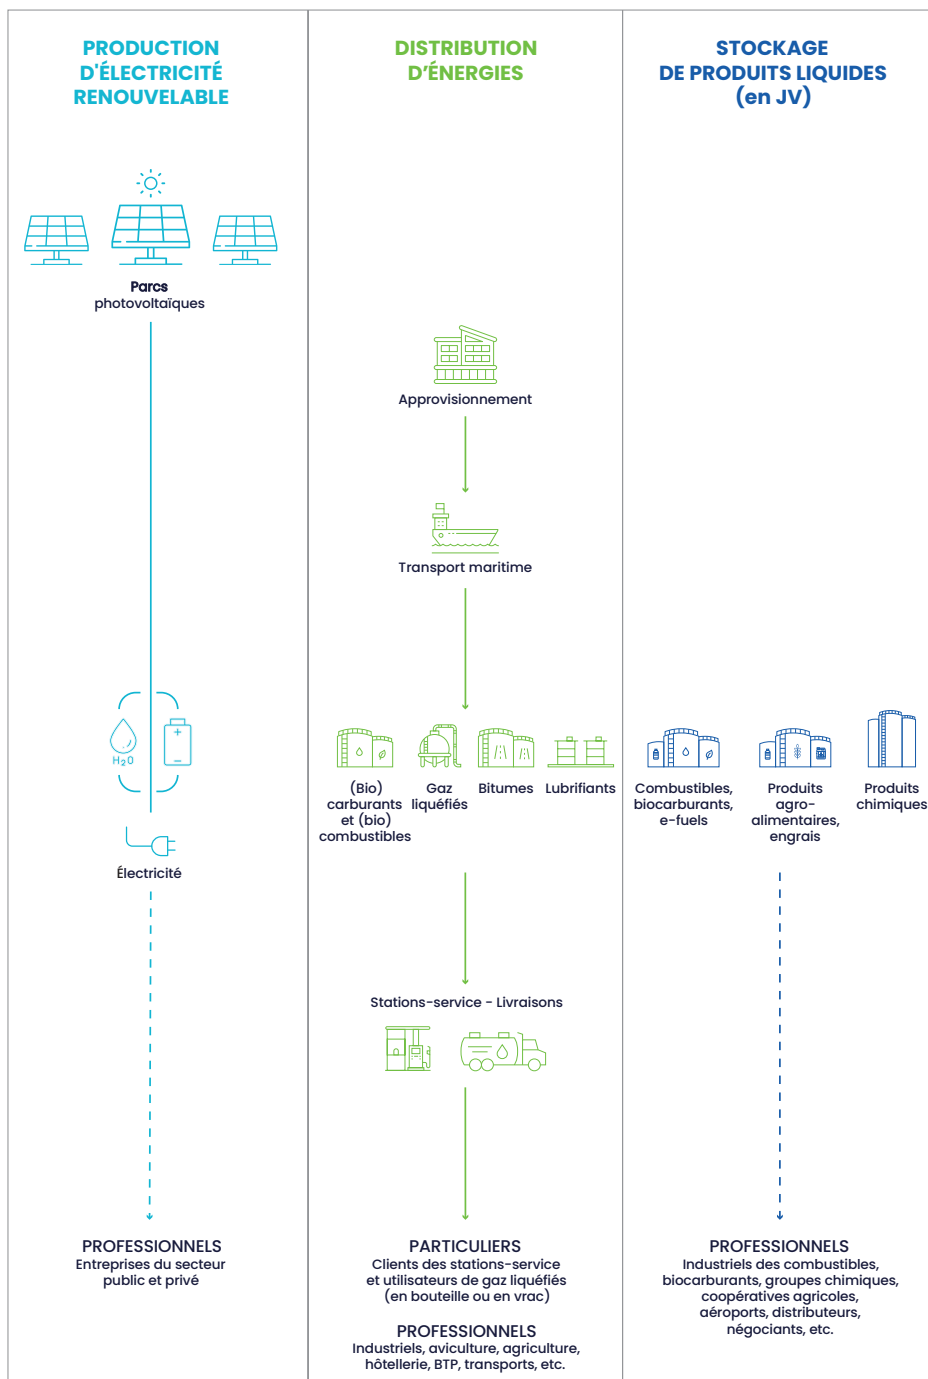 PRODUCTION
D'ÉLECTRICITÉ
RENOUVELABLE
Parcs
photovoltaïques
H₂O
Électricité
PROFESSIONNELS
Entreprises du secteur
public et privé
DISTRIBUTION
D’ÉNERGIES
Approvisionnement
Transport maritime
(Bio)
carburants
et (bio)
combustibles
Gaz
liquéfiés
Bitumes
Lubrifiants
Stations-service - Livraisons
PARTICULIERS
Clients des stations-service
et utilisateurs de gaz liquéfiés
(en bouteille ou en vrac)
PROFESSIONNELS
Industriels, aviculture, agriculture,
hôtellerie, BTP, transports, etc.
STOCKAGE
DE PRODUITS LIQUIDES
(en JV)
Combustibles,
biocarburants,
e-fuels
Produits
agro-
alimentaires,
engrais
Produits
chimiques
PROFESSIONNELS
Industriels des combustibles,
biocarburants, groupes chimiques,
coopératives agricoles,
aéroports, distributeurs,
négociants, etc.